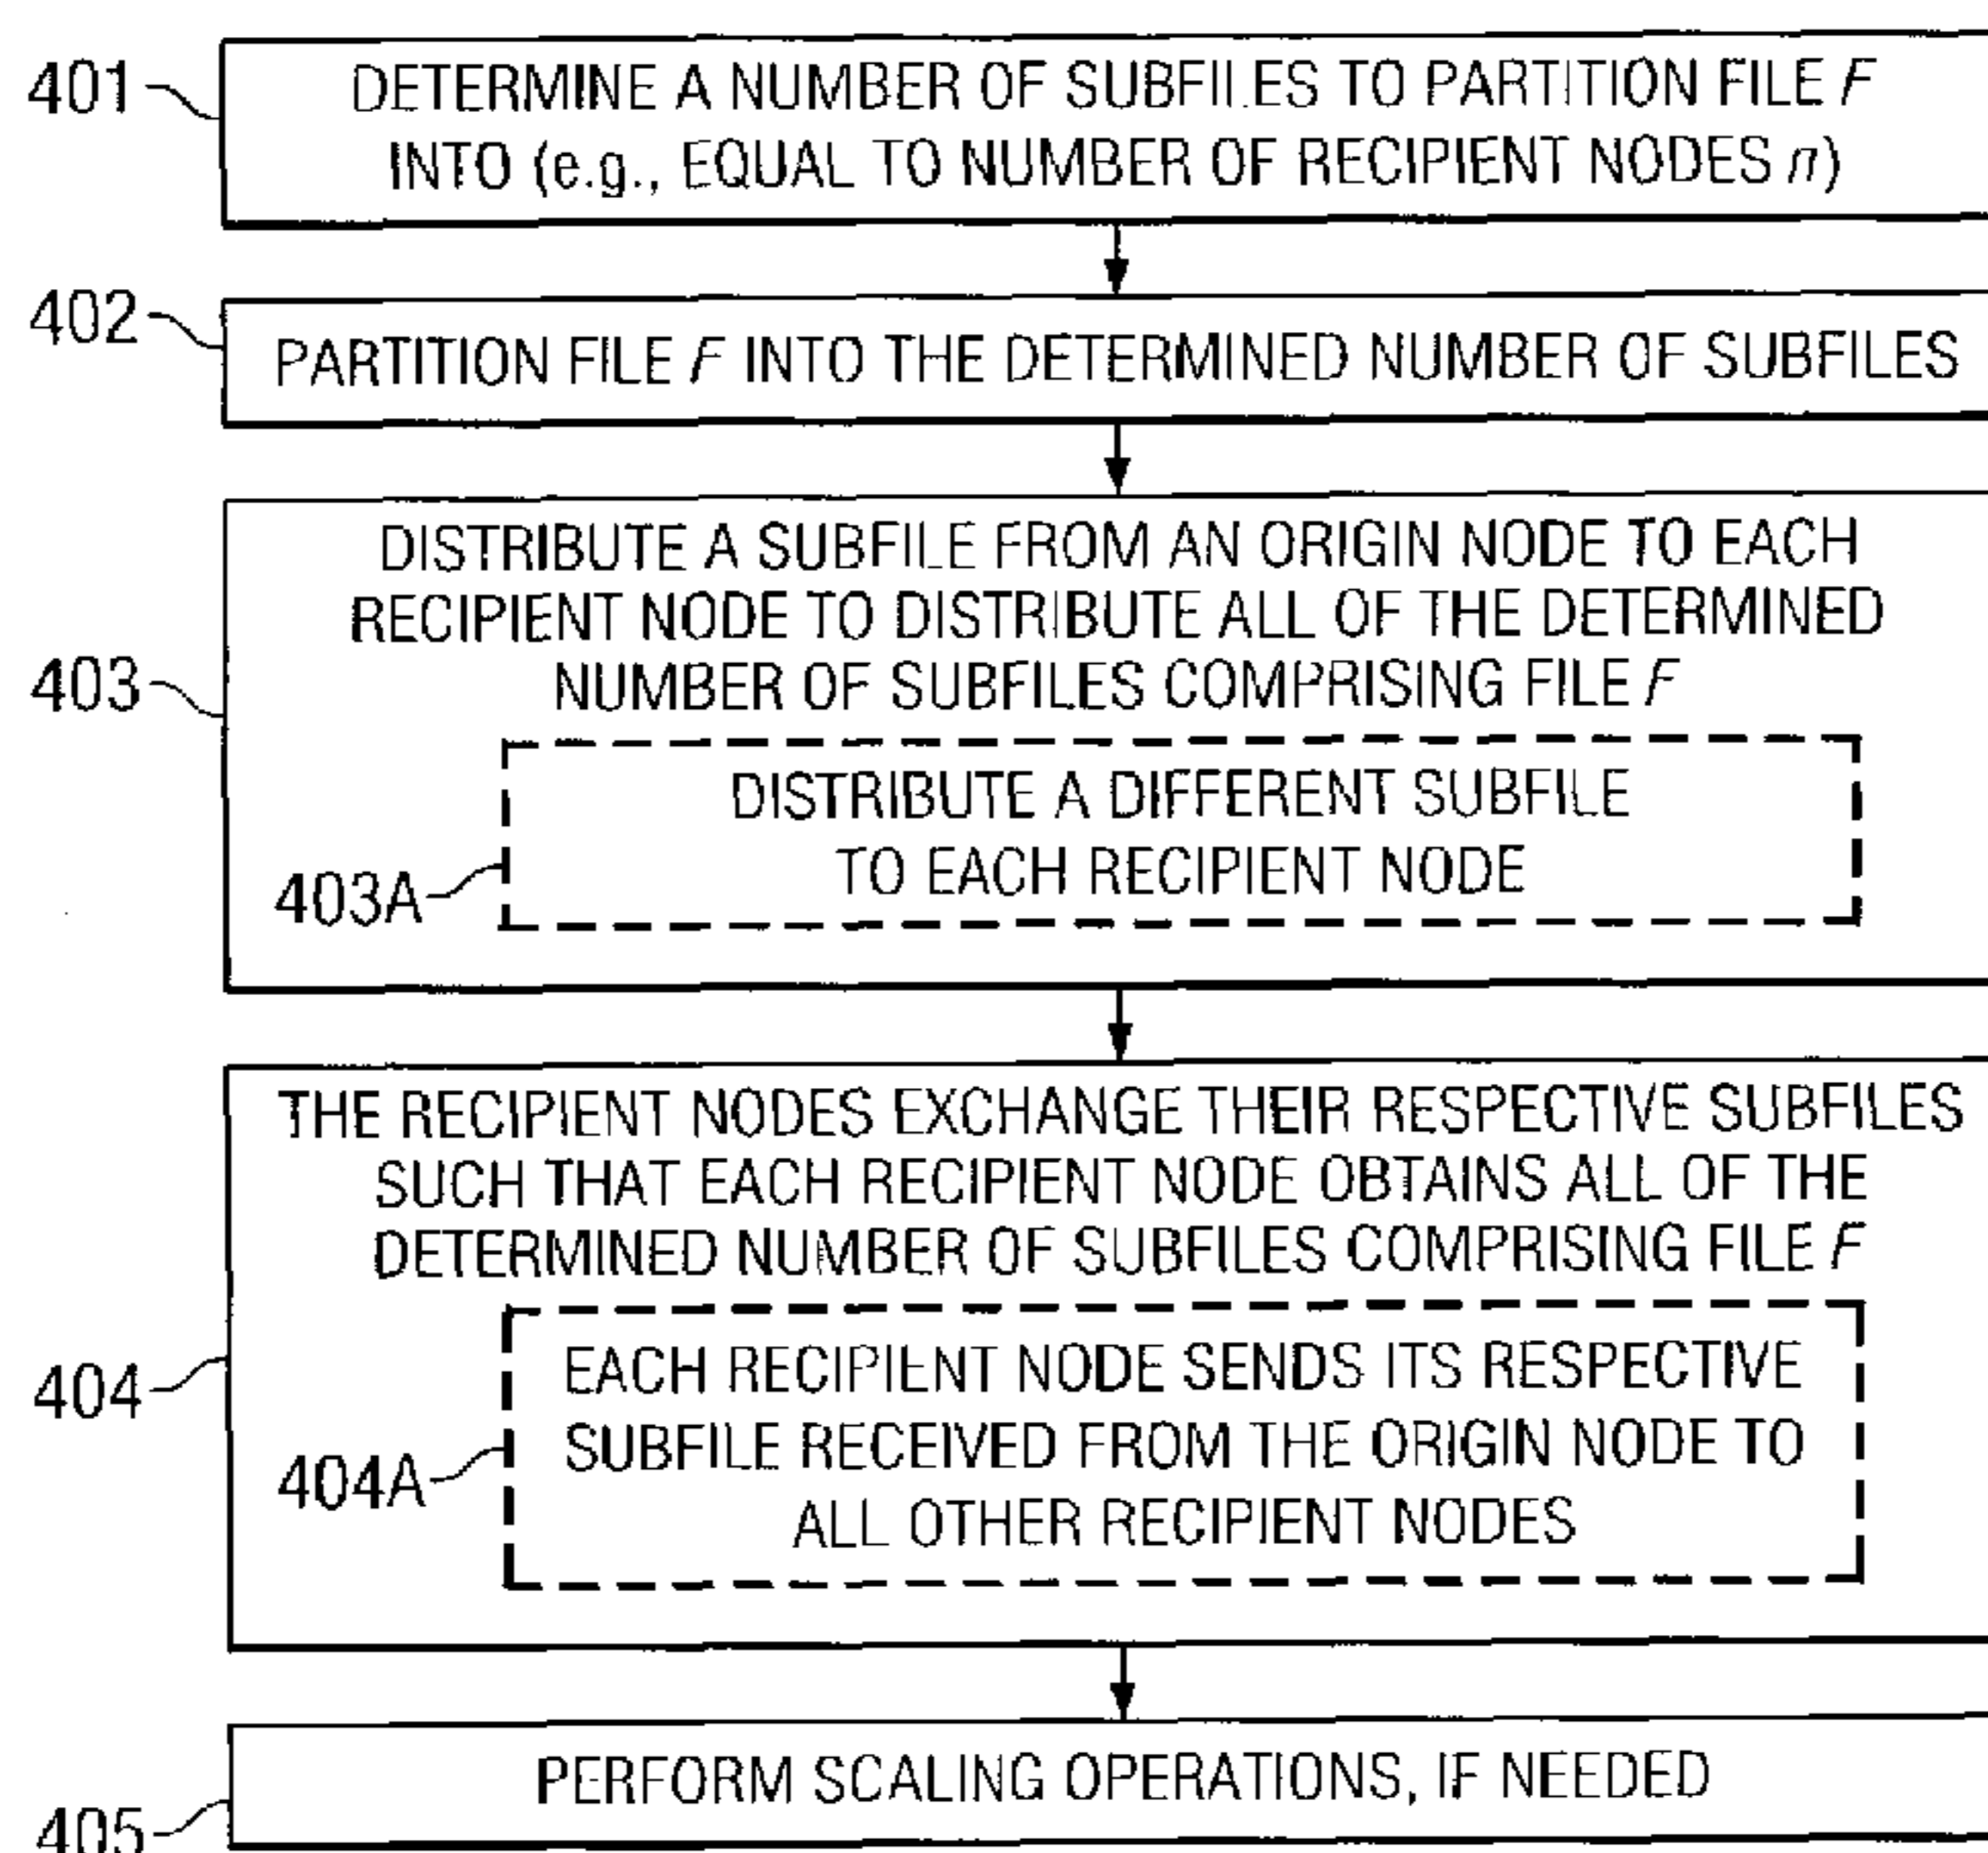 401
DETERMINE A NUMBER OF SUBFILES TO PARTITION FILE F
INTO (e.g., EQUAL TO NUMBER OF RECIPIENT NODES n)
402
PARTITION FILE F INTO THE DETERMINED NUMBER OF SUBFILES
403
DISTRIBUTE A SUBFILE FROM AN ORIGIN NODE TO EACH
RECIPIENT NODE TO DISTRIBUTE ALL OF THE DETERMINED
NUMBER OF SUBFILES COMPRISING FILE F
403A
DISTRIBUTE A DIFFERENT SUBFILE
TO EACH RECIPIENT NODE
404
THE RECIPIENT NODES EXCHANGE THEIR RESPECTIVE SUBFILES
SUCH THAT EACH RECIPIENT NODE OBTAINS ALL OF THE
DETERMINED NUMBER OF SUBFILES COMPRISING FILE F
404A
EACH RECIPIENT NODE SENDS ITS RESPECTIVE
SUBFILE RECEIVED FROM THE ORIGIN NODE TO
ALL OTHER RECIPIENT NODES
405
PERFORM SCALING OPERATIONS, IF NEEDED